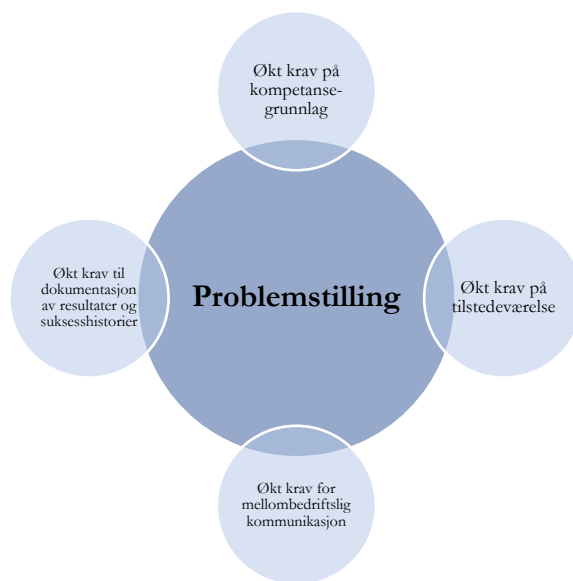 Økt krav på
kompetanse-
grunnlag
Økt krav til
dokumentasjon
av resultater og
suksesshistorier
Problemstilling
Økt krav på
tilstedeværelse
Økt krav for
mellombedriftslig
kommunikasjon